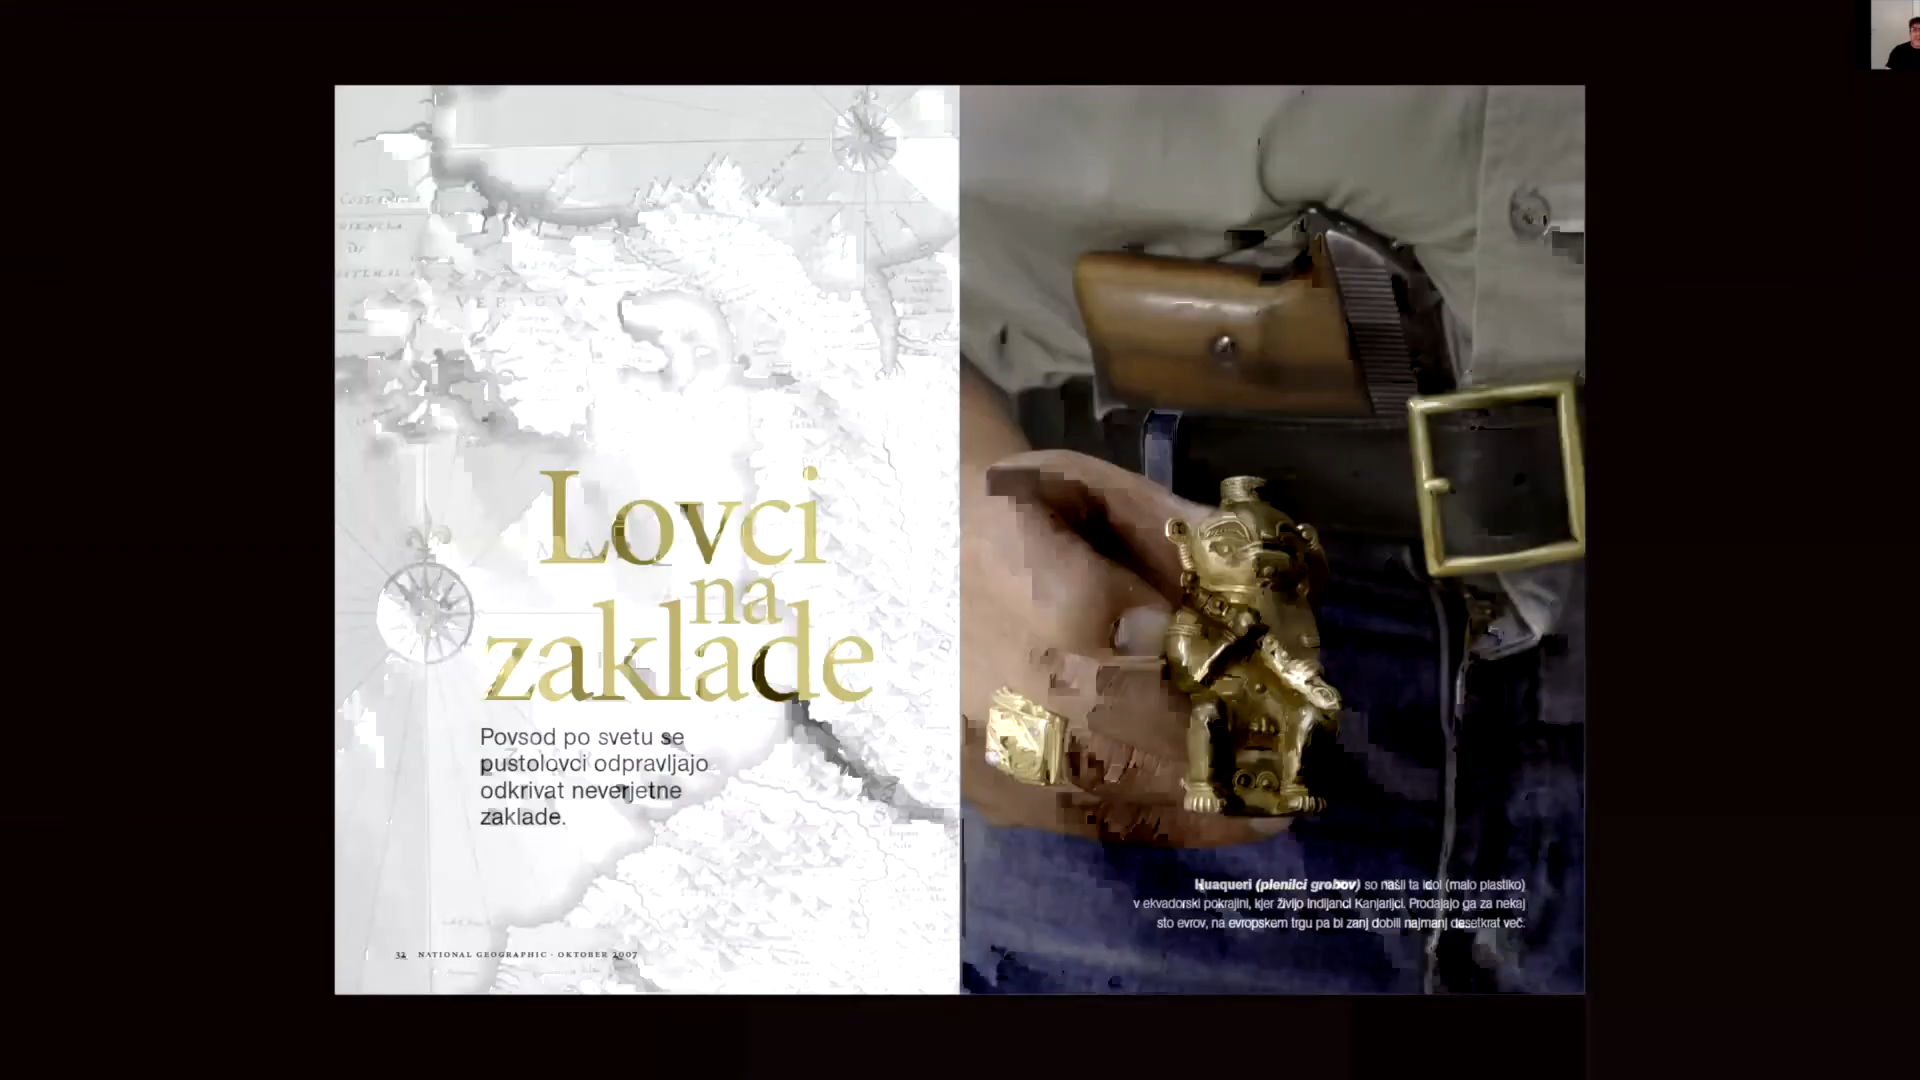 VERAGVA
Lovci
na
zaklade
Povsod po svetu se
pustolovci odpravljajo
odkrivat neverjetne
zaklade.
32 NATIONAL GEOGRAPHIC · OKTOBER 2007
Huaqueri (plenilci grobov) so našli ta idol (malo plastiko)
v ekvadorski pokrajini, kjer živijo Indijanci Kanjarijci. Prodajajo ga za nekaj
sto evrov, na evropskem trgu pa bi zanj dobili najmanj desetkrat več.